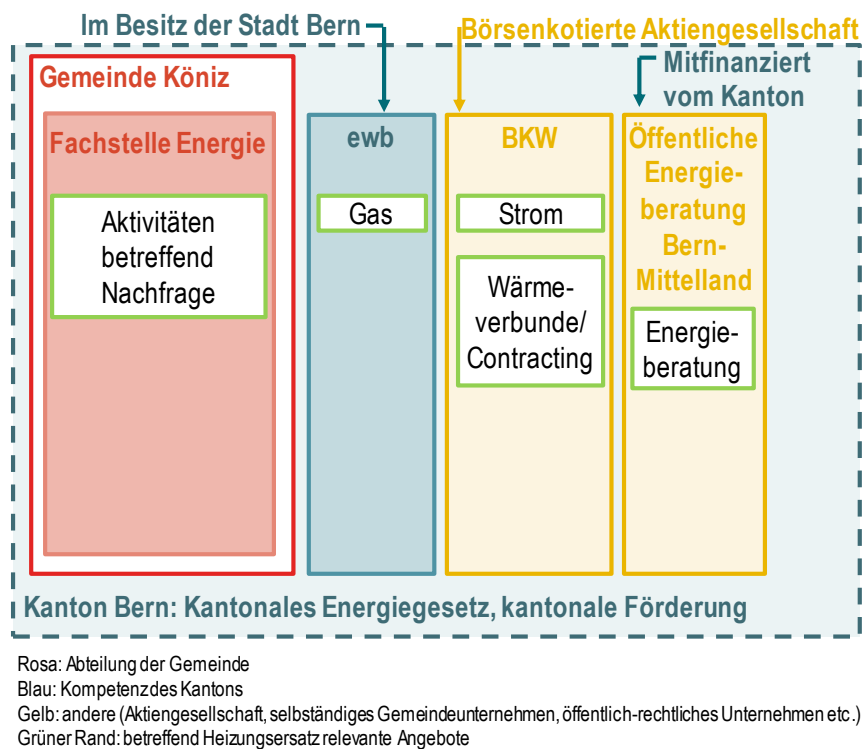 Im Besitz der Stadt Bern
Börsenkotierte Aktiengesellschaft
Mitfinanziert
vom Kanton
Gemeinde Köniz
Fachstelle Energie
Aktivitäten
betreffend
Nachfrage
ewb
Gas
BKW
Strom
Wärme-
verbunde/
Contracting
Öffentliche
Energie-
beratung
Bern-
Mittelland
Energie-
beratung
Kanton Bern: Kantonales Energiegesetz, kantonale Förderung
Rosa: Abteilung der Gemeinde
Blau: Kompetenz des Kantons
Gelb: andere (Aktiengesellschaft, selbständiges Gemeindeunternehmen, öffentlich-rechtliches Unternehmen etc.)
Grüner Rand: betreffend Heizungsersatz relevante Angebote